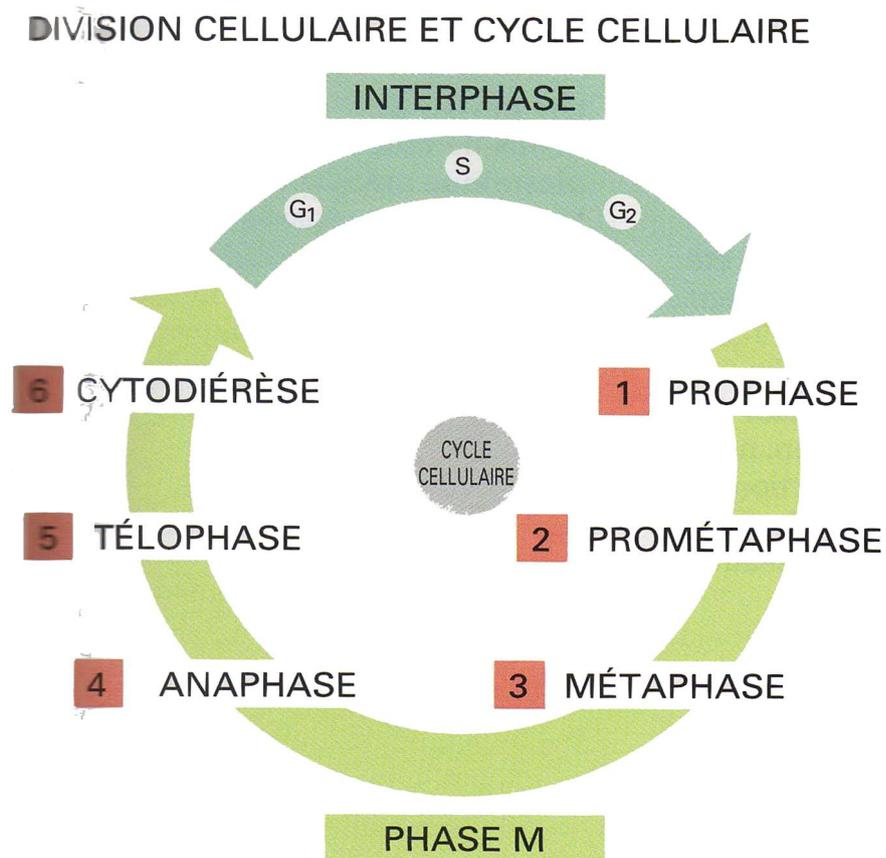 DIVISION CELLULAIRE ET CYCLE CELLULAIRE
INTERPHASE
S
G1
G2
6 CYTODIÉRÈSE
1 PROPHASE
CYCLE
CELLULAIRE
5 TÉLOPHASE
2 PROMÉTAPHASE
4 ANAPHASE
3 MÉTAPHASE
PHASE M